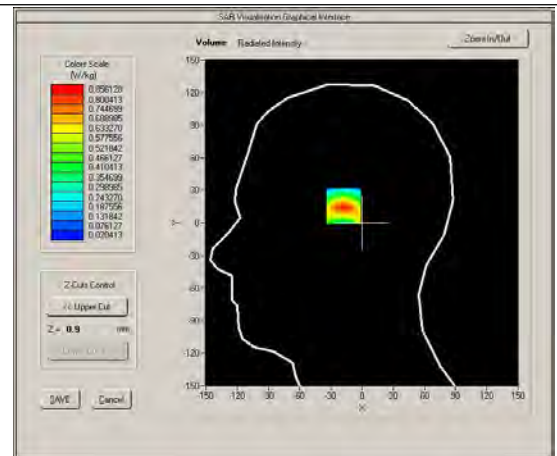 SAR Visualisation Graphical Interface
Volume Radiated Intensity
Zoom In/Out
Colors Scale
(W/kg)
0.856120
0.800413
0.744699
0.688985
0.633270
0.577556
0.521842
0.466127
0.410413
0.354699
0.298985
0.243270
0.187556
0.131842
0.076127
0.020413
150
120
90
60
30
0
-30
-60
-90
-120
-150
Y
-150 -120 -90 -60 -30 0 30 60 90 120 150
X
Z-Cuts Control
<< Upper Cut
Z = 0.9 mm
SAVE Cancel